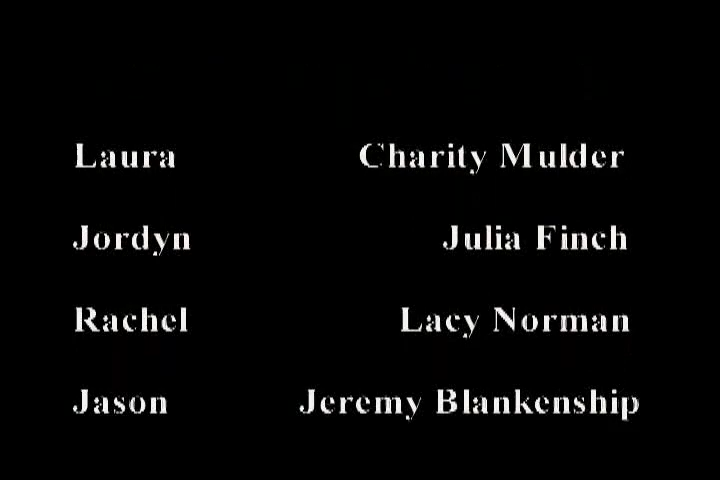 Laura Charity Mulder
Jordyn Julia Finch
Rachel Lacy Norman
Jason Jeremy Blankenship